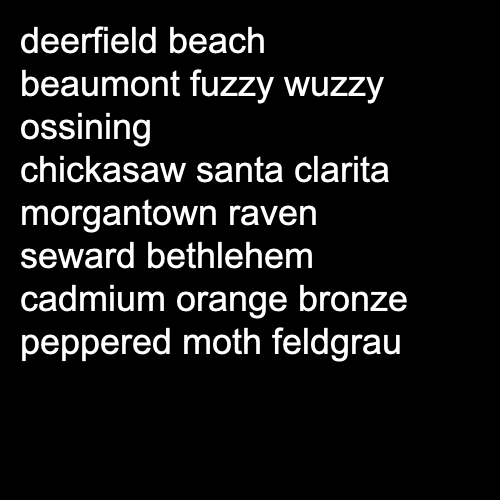 deerfield beach
beaumont fuzzy wuzzy
ossining
chickasaw santa clarita
morgantown raven
seward bethlehem
cadmium orange bronze
peppered moth feldgrau